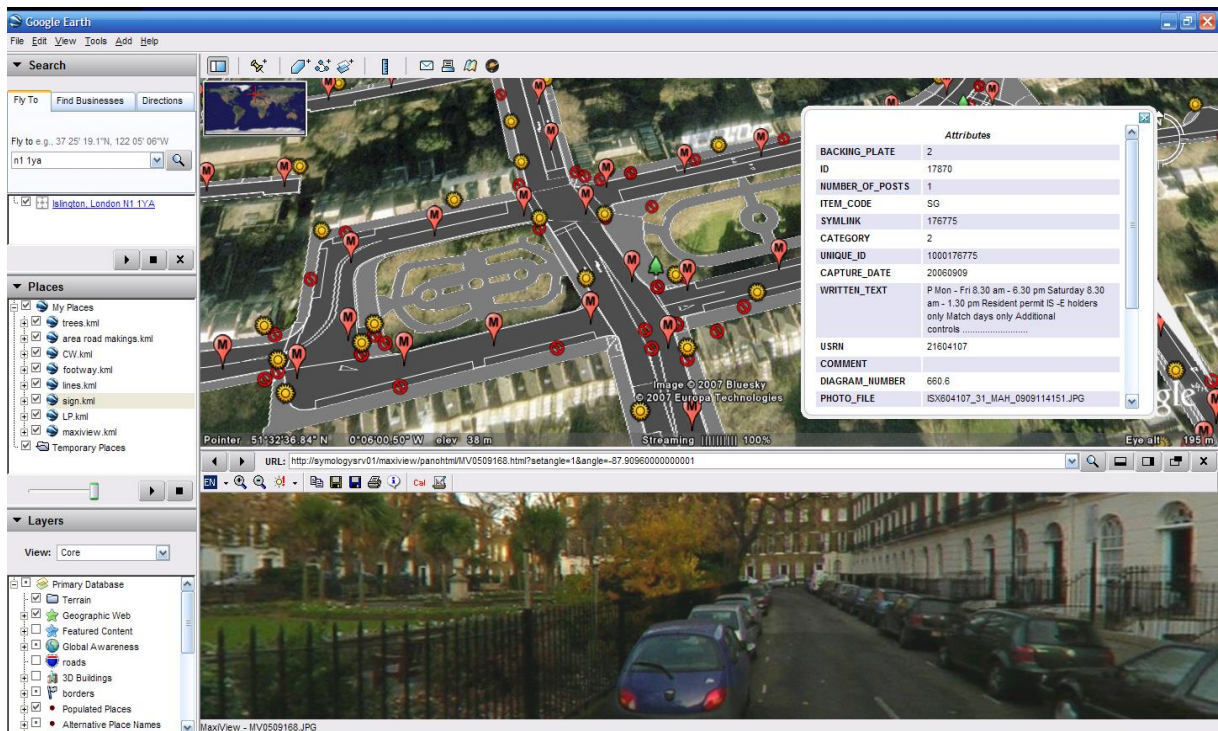 Google Earth
File Edit View Tools Add Help
Search
Fly To
Find Businesses
Directions
Fly to e.g., 37 25' 19.1"N, 122 05' 06"W
n1 1ya
Islington, London N1 1YA
Places
My Places
trees.kml
area road makings.kml
CW.kml
footway.kml
lines.kml
sign.kml
LP.kml
maxiview.kml
Temporary Places
Layers
View: Core
Primary Database
Terrain
Geographic Web
Featured Content
Global Awareness
roads
3D Buildings
borders
Populated Places
Alternative Place Names
Attributes
BACKING_PLATE 2
ID 17870
NUMBER_OF_POSTS 1
ITEM_CODE SG
SYMLINK 176775
CATEGORY 2
UNIQUE_ID 1000176775
CAPTURE_DATE 20060909
WRITTEN_TEXT P Mon - Fri 8.30 am - 6.30 pm Saturday 8.30
am - 1.30 pm Resident permit IS -E holders
only Match days only Additional
controls ...........................
USRN 21604107
COMMENT
DIAGRAM_NUMBER 660.6
PHOTO_FILE ISX604107_31_MAH_0909114151.JPG
Image © 2007 Bluesky
© 2007 Europa Technologies
Pointer 51°32'36.84" N 0°06'00.50" W elev 38 m
Streaming ||||||||| 100%
Eye alt 195 m
URL: http://symologysrv01/maxiview/panohtml/MV0509168.html?setangle=1&angle=-87.90960000000001
EN
Cal
MaxiView - MV0509168.JPG